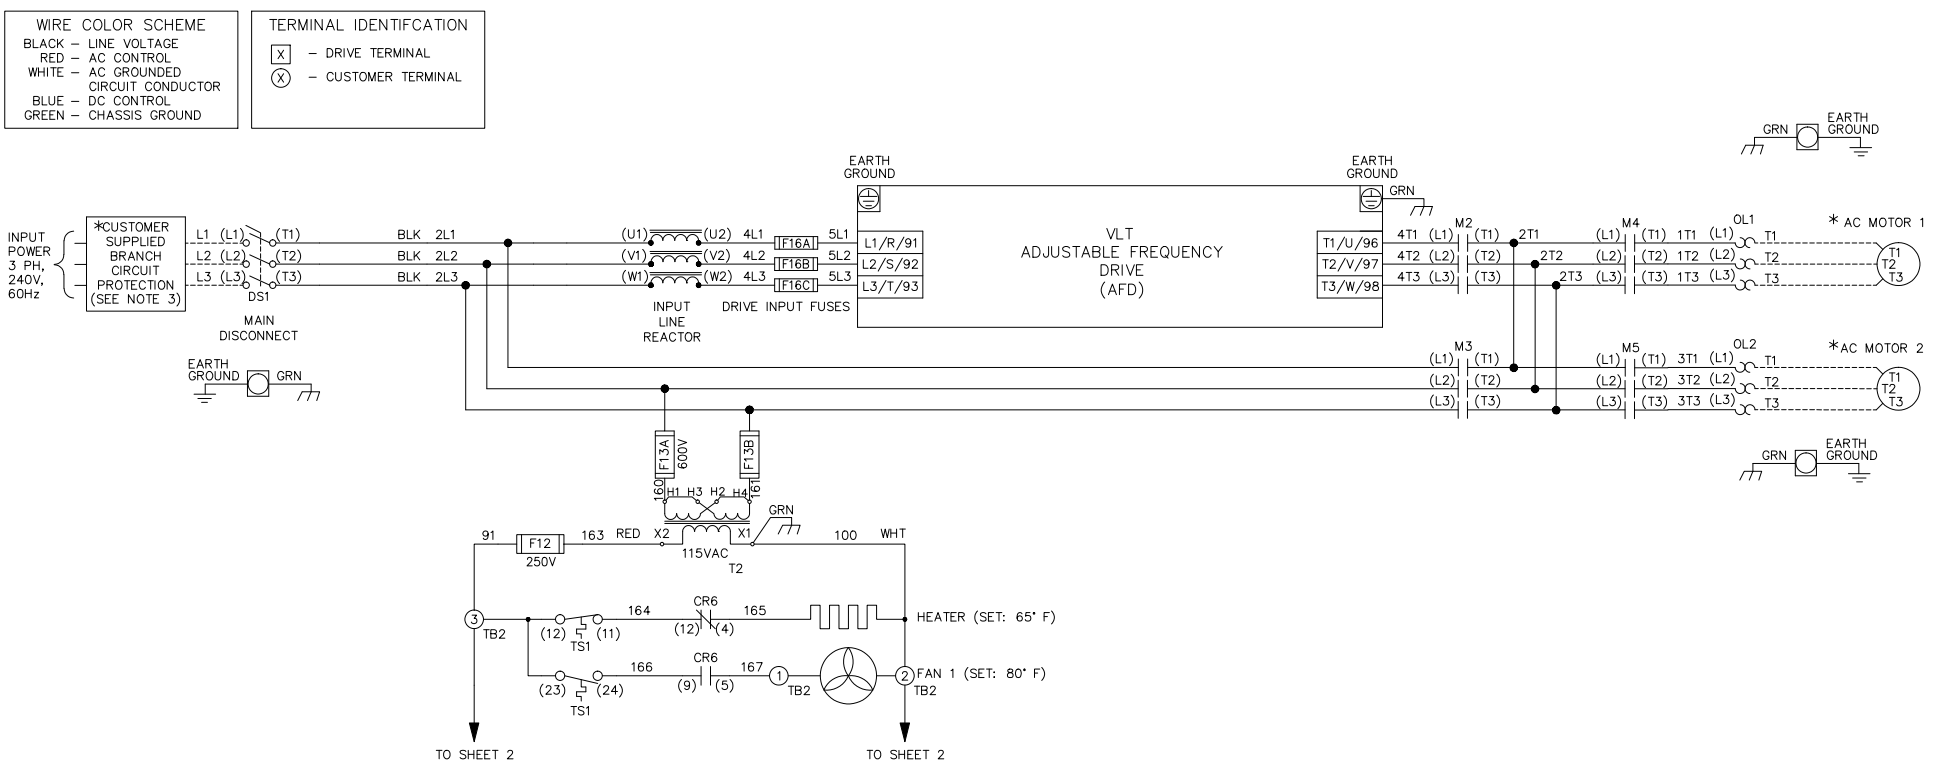 WIRE COLOR SCHEME
BLACK – LINE VOLTAGE
RED – AC CONTROL
WHITE – AC GROUNDED
CIRCUIT CONDUCTOR
BLUE – DC CONTROL
GREEN – CHASSIS GROUND
TERMINAL IDENTIFCATION
X – DRIVE TERMINAL
X – CUSTOMER TERMINAL
INPUT
POWER
3 PH,
240V,
60Hz
*CUSTOMER
SUPPLIED
BRANCH
CIRCUIT
PROTECTION
(SEE NOTE 3)
L1 (L1) (T1) BLK 2L1 (U1) (U2) 4L1 F16A 5L1 L1/R/91
L2 (L2) (T2) BLK 2L2 (V1) (V2) 4L2 F16B 5L2 L2/S/92
L3 (L3) (T3) BLK 2L3 (W1) (W2) 4L3 F16C 5L3 L3/T/93
DS1
MAIN
DISCONNECT
EARTH
GROUND GRN
INPUT
LINE
REACTOR
DRIVE INPUT FUSES
EARTH
GROUND
VLT
ADJUSTABLE FREQUENCY
DRIVE
(AFD)
EARTH
GROUND
GRN
GRN EARTH
GROUND
M2 M4 OL1 * AC MOTOR 1
T1/U/96 4T1 (L1) (T1) 2T1 (L1) (T1) 1T1 (L1) T1 T1
T2/V/97 4T2 (L2) (T2) 2T2 (L2) (T2) 1T2 (L2) T2 T2
T3/W/98 4T3 (L3) (T3) 2T3 (L3) (T3) 1T3 (L3) T3 T3
M3 M5 OL2 *AC MOTOR 2
(L1) (T1) (L1) (T1) 3T1 (L1) T1 T1
(L2) (T2) (L2) (T2) 3T2 (L2) T2 T2
(L3) (T3) (L3) (T3) 3T3 (L3) T3 T3
GRN EARTH
GROUND
F13A 600V F13B
160 H1 H3 H2 H4 161
GRN
91 F12 163 RED X2 X1 100 WHT
250V 115VAC
T2
3 TB2 (12) (11) TS1 164 CR6 (12) (4) 165 HEATER (SET: 65° F)
(23) (24) TS1 166 CR6 (9) (5) 167 1 TB2 2 TB2 FAN 1 (SET: 80° F)
TO SHEET 2
TO SHEET 2